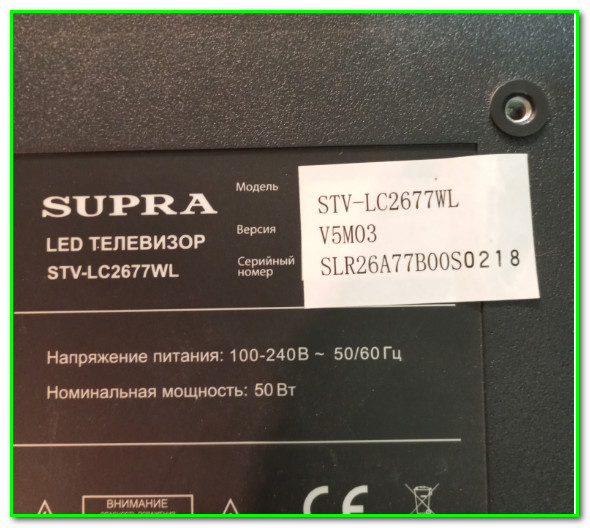 SUPRA
LED ТЕЛЕВИЗОР
STV-LC2677WL
Модель
STV-LC2677WL
Версия
V5M03
Серийный
номер
SLR26A77B00S0218
Напряжение питания: 100-240В ~ 50/60 Гц
Номинальная мощность: 50 Вт
ВНИМАНИЕ
CE